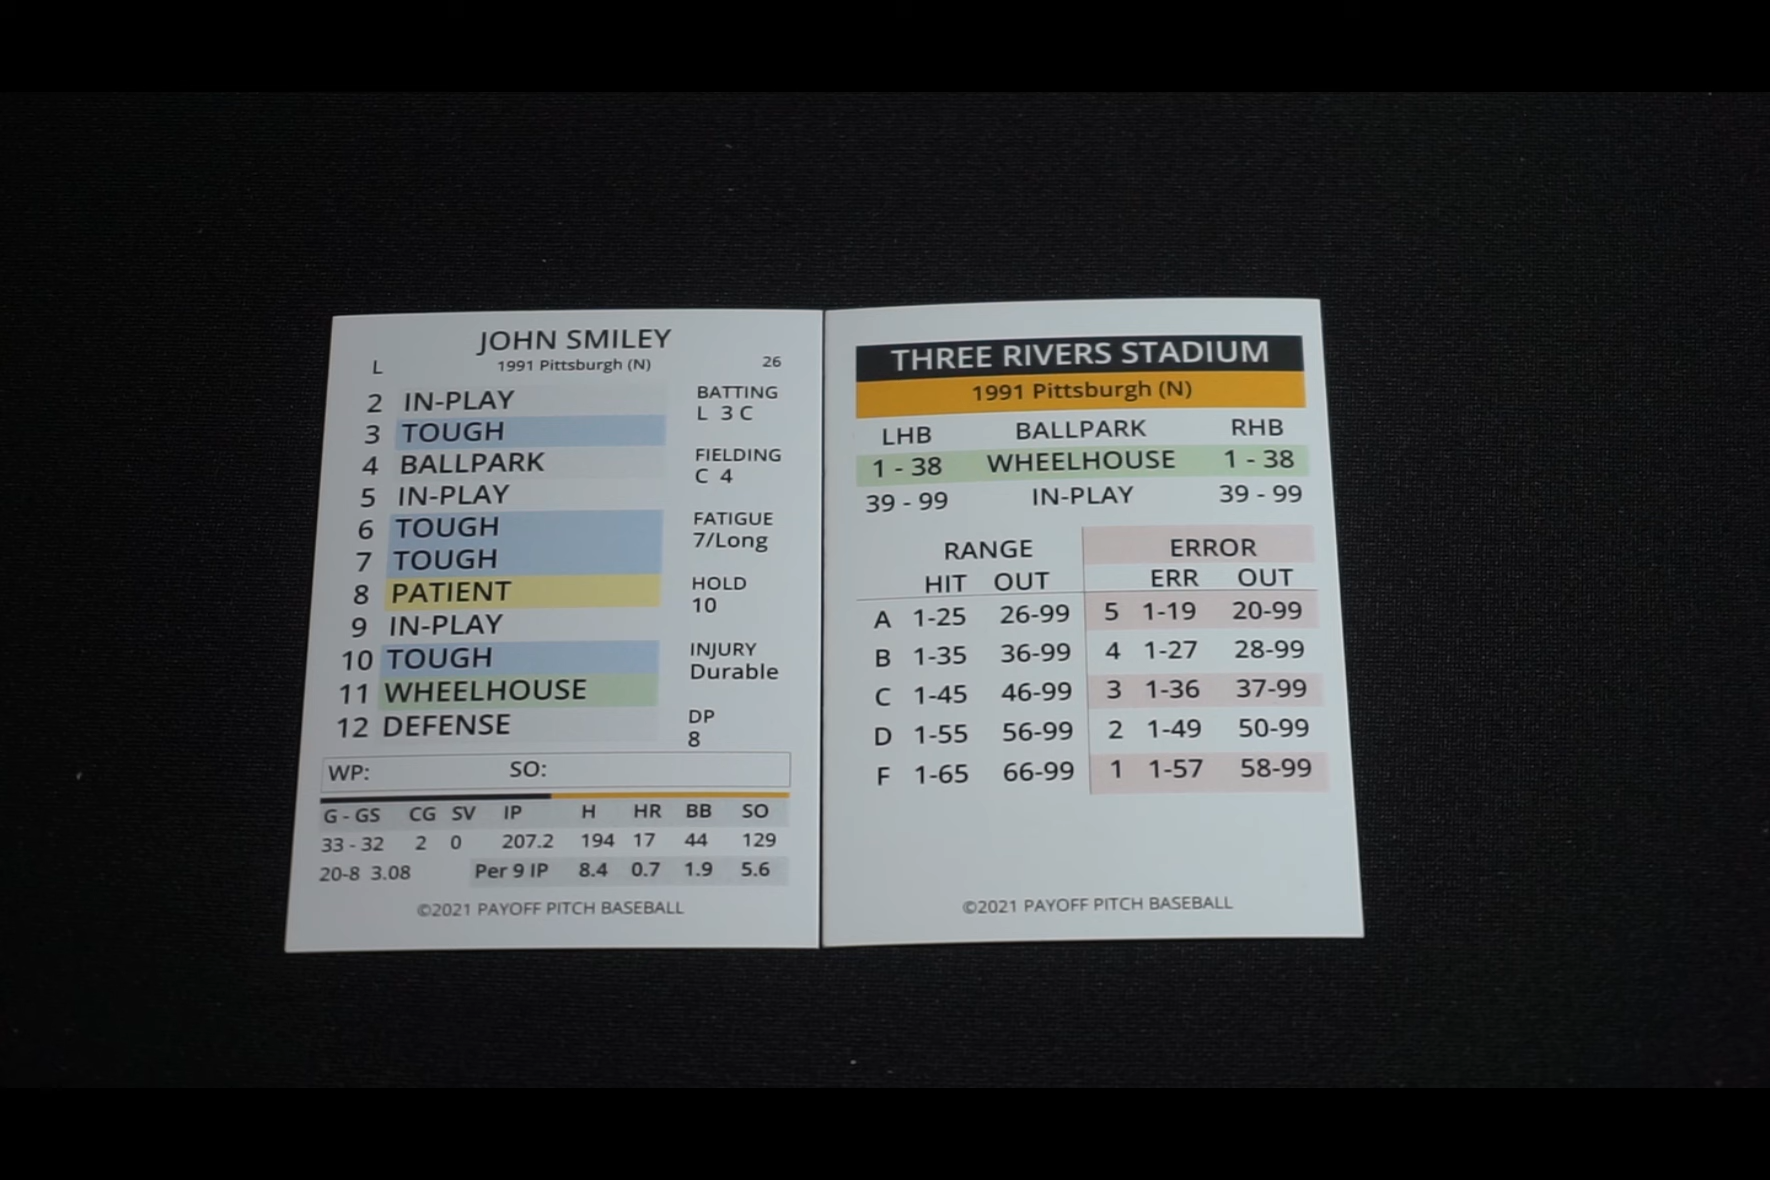 JOHN SMILEY
L 1991 Pittsburgh (N) 26
2 IN-PLAY
3 TOUGH
4 BALLPARK
5 IN-PLAY
6 TOUGH
7 TOUGH
8 PATIENT
9 IN-PLAY
10 TOUGH
11 WHEELHOUSE
12 DEFENSE
BATTING
L 3 C
FIELDING
C 4
FATIGUE
7/Long
HOLD
10
INJURY
Durable
DP
8
WP: SO:
G - GS CG SV IP H HR BB SO
33 - 32 2 0 207.2 194 17 44 129
20-8 3.08 Per 9 IP 8.4 0.7 1.9 5.6
©2021 PAYOFF PITCH BASEBALL
THREE RIVERS STADIUM
1991 Pittsburgh (N)
LHB BALLPARK RHB
1 - 38 WHEELHOUSE 1 - 38
39 - 99 IN-PLAY 39 - 99
RANGE ERROR
HIT OUT ERR OUT
A 1-25 26-99 5 1-19 20-99
B 1-35 36-99 4 1-27 28-99
C 1-45 46-99 3 1-36 37-99
D 1-55 56-99 2 1-49 50-99
F 1-65 66-99 1 1-57 58-99
©2021 PAYOFF PITCH BASEBALL